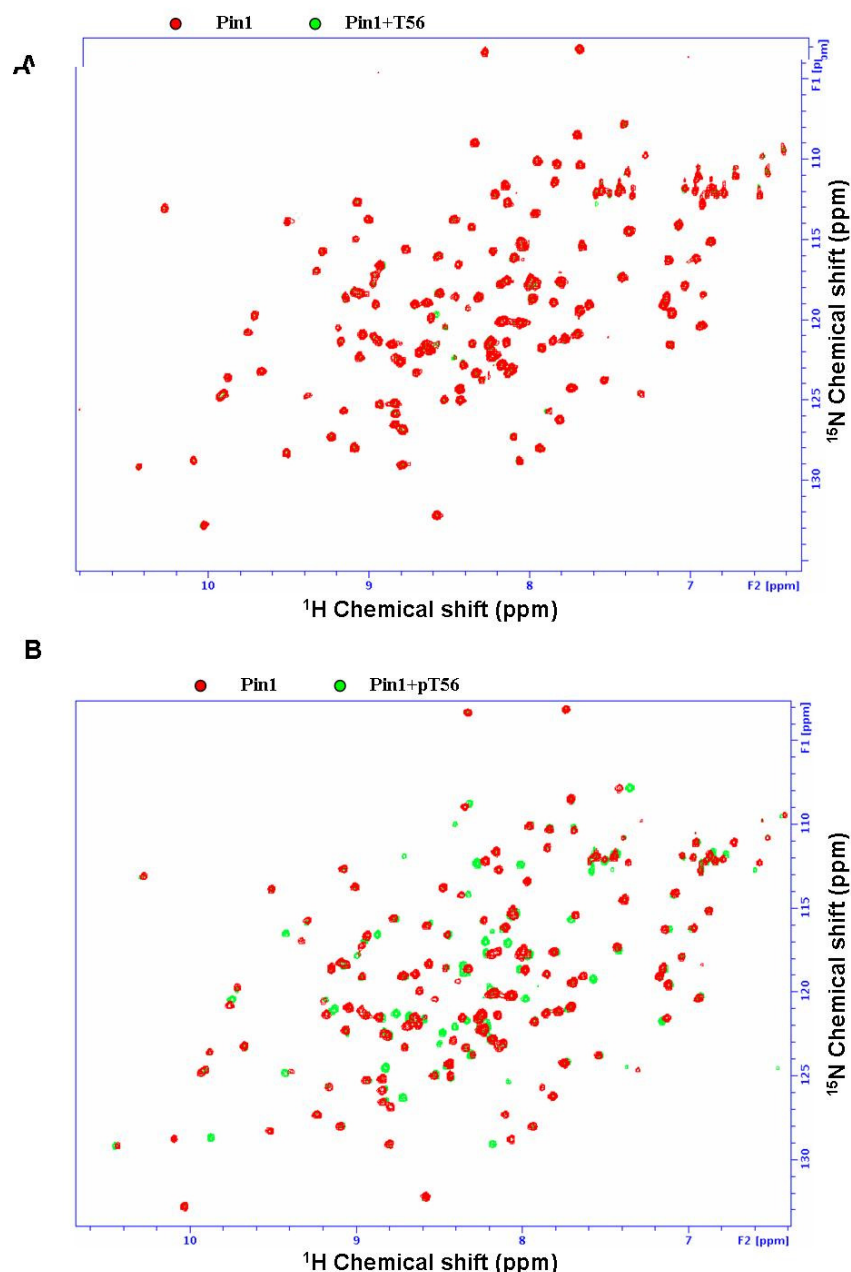 Pin1 Pin1+T56
A
F1 [ppm]
110
115
120
125
130
¹⁵N Chemical shift (ppm)
10 9 8 7 F2 [ppm]
¹H Chemical shift (ppm)
B
Pin1 Pin1+pT56
F1 [ppm]
110
115
120
125
130
¹⁵N Chemical shift (ppm)
10 9 8 7 F2 [ppm]
¹H Chemical shift (ppm)